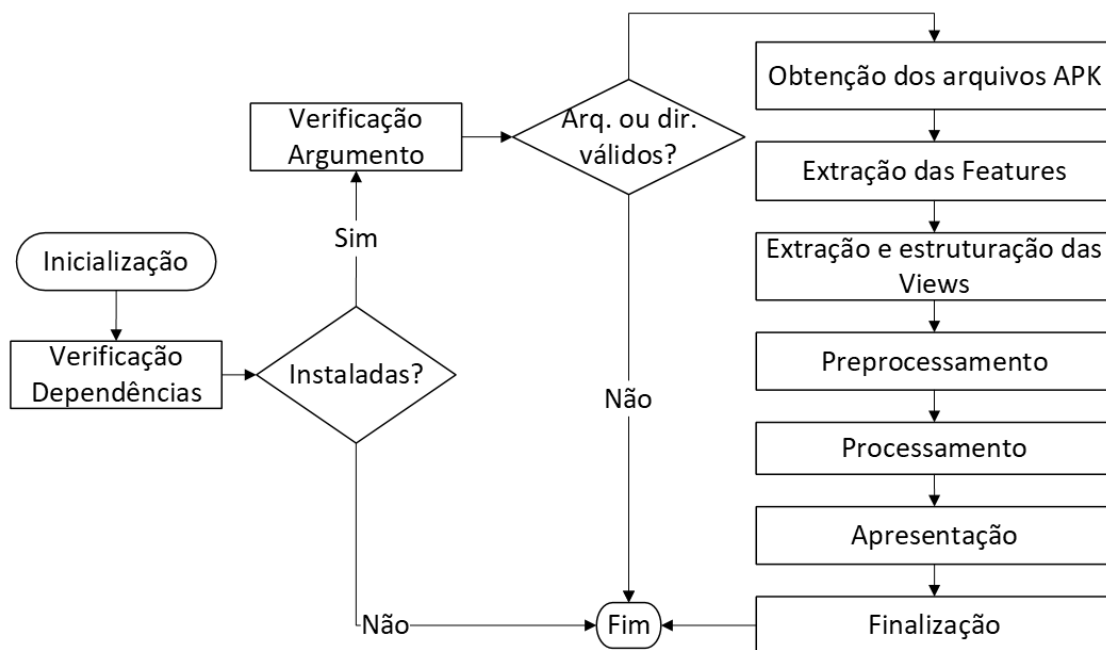 Inicialização
Verificação
Dependências
Instaladas?
Sim
Não
Verificação
Argumento
Arq. ou dir.
válidos?
Não
Obtenção dos arquivos APK
Extração das Features
Extração e estruturação das
Views
Preprocessamento
Processamento
Apresentação
Finalização
Fim